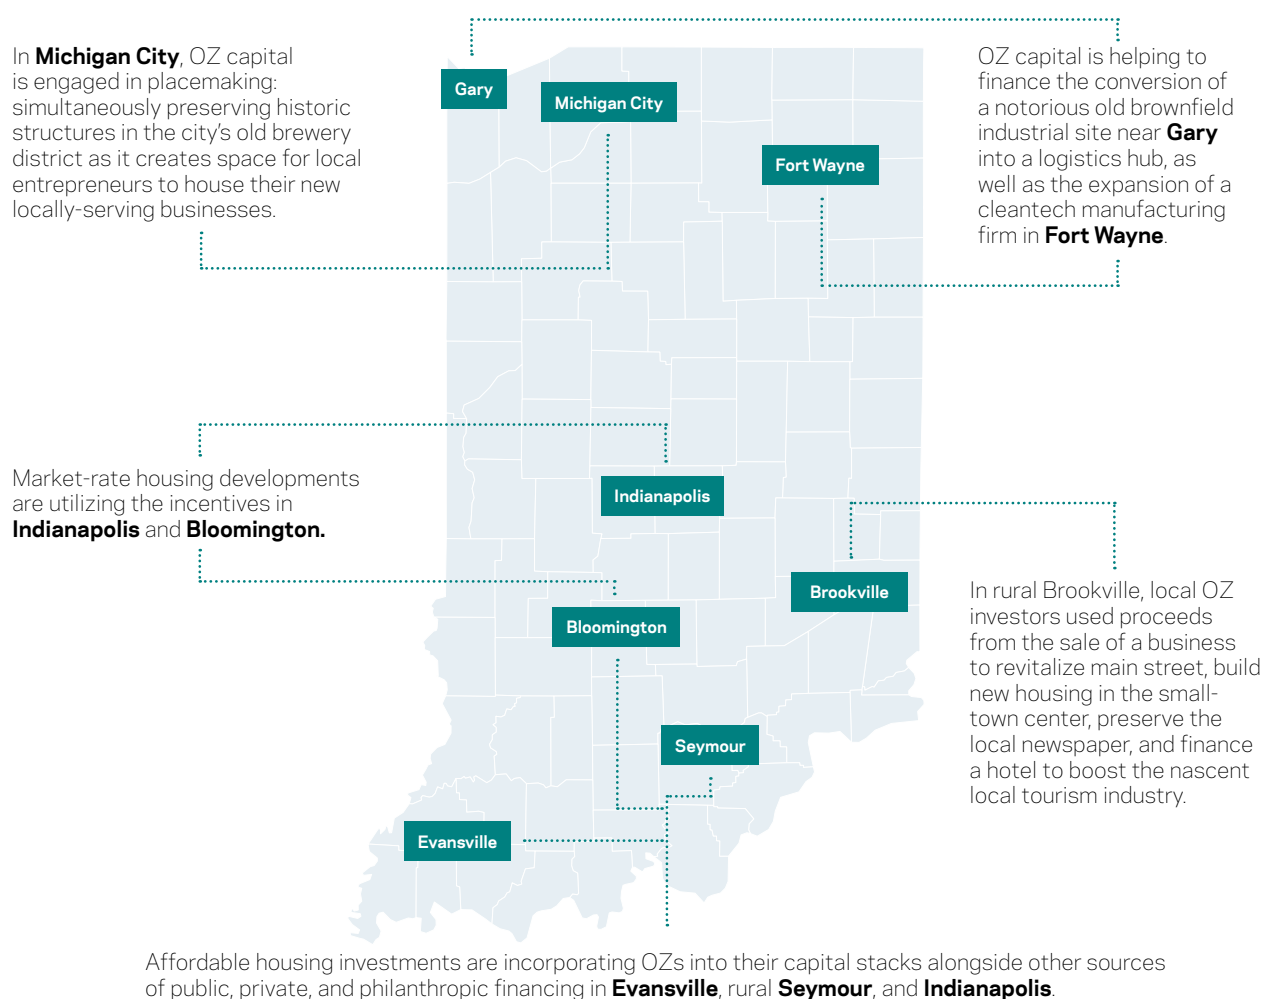 In Michigan City, OZ capital
is engaged in placemaking:
simultaneously preserving historic
structures in the city's old brewery
district as it creates space for local
entrepreneurs to house their new
locally-serving businesses.
Gary
Michigan City
Fort Wayne
OZ capital is helping to
finance the conversion of
a notorious old brownfield
industrial site near Gary
into a logistics hub, as
well as the expansion of a
cleantech manufacturing
firm in Fort Wayne.
Market-rate housing developments
are utilizing the incentives in
Indianapolis and Bloomington.
Indianapolis
Brookville
Bloomington
Seymour
Evansville
In rural Brookville, local OZ
investors used proceeds
from the sale of a business
to revitalize main street, build
new housing in the small-
town center, preserve the
local newspaper, and finance
a hotel to boost the nascent
local tourism industry.
Affordable housing investments are incorporating OZs into their capital stacks alongside other sources
of public, private, and philanthropic financing in Evansville, rural Seymour, and Indianapolis.